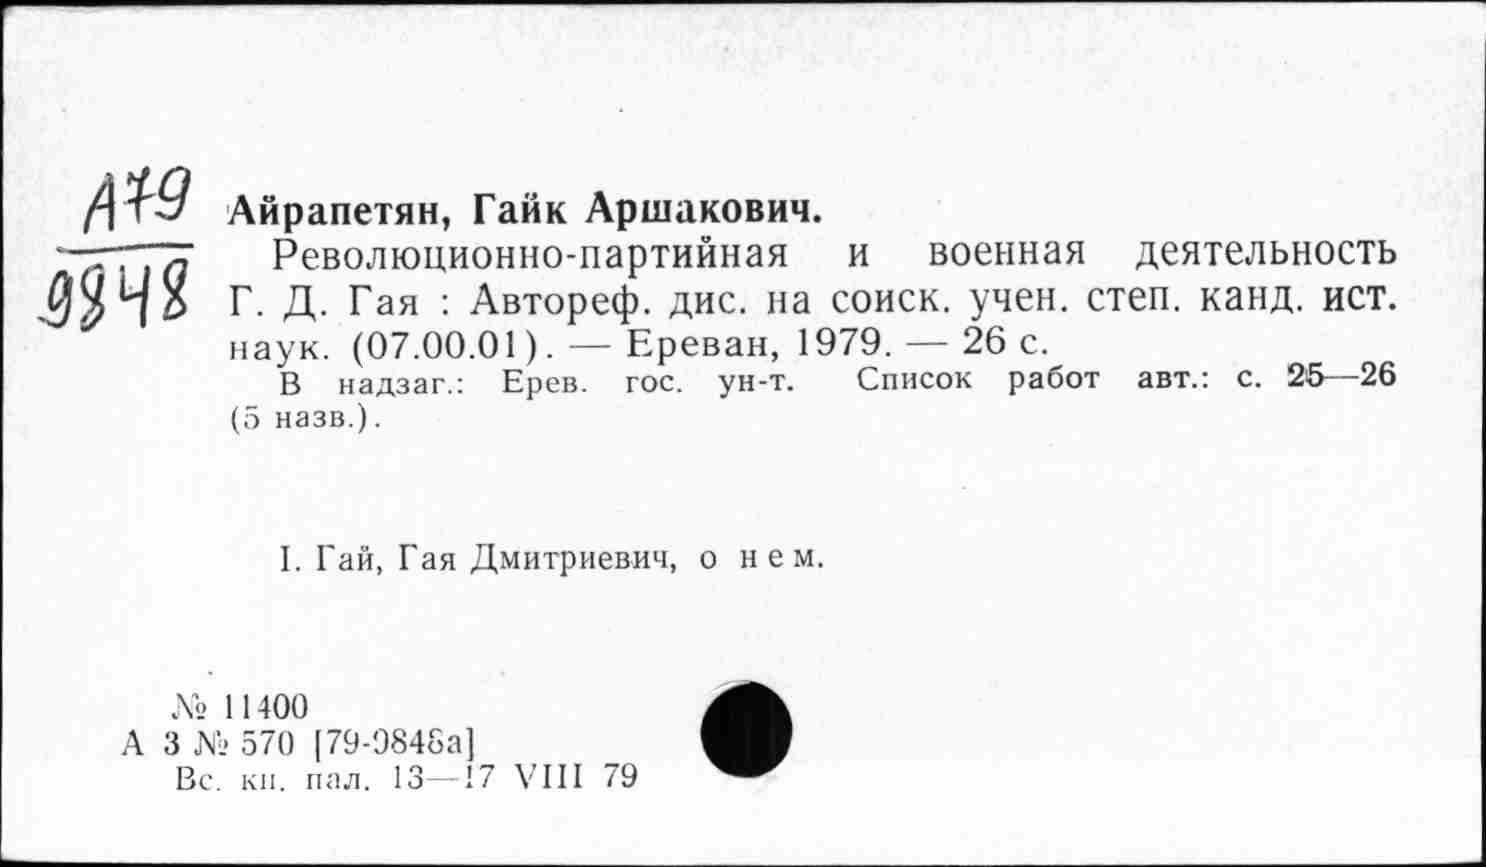 А79
9848
Айрапетян, Гайк Аршакович.
Революционно-партийная и военная деятельность
Г. Д. Гая : Автореф. дис. на соиск. учен. степ. канд. ист.
наук. (07.00.01). — Ереван, 1979. — 26 с.
В надзаг.: Ерев. гос. ун-т. Список работ авт.: с. 25—26
(5 назв.).
I. Гай, Гая Дмитриевич, о нем.
№ 11400
А 3 № 570 [79-9848а]
Вс. кн. пал. 13—17 VIII 79